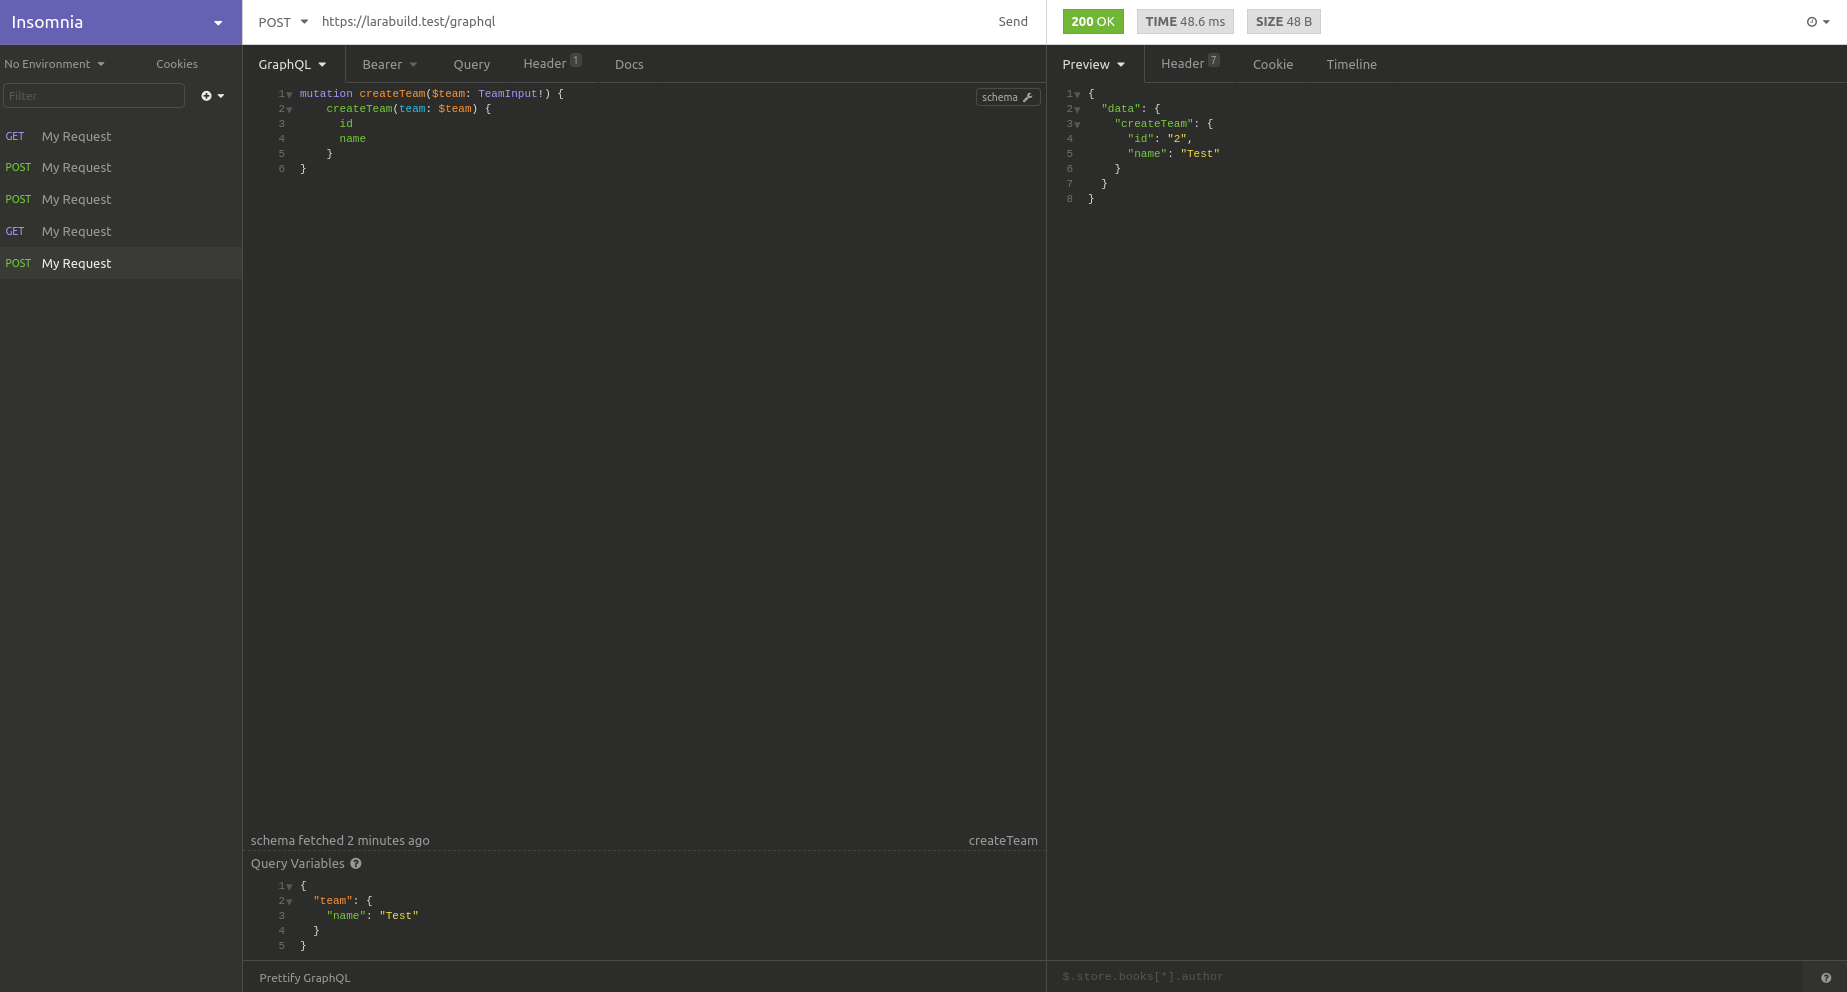 Insomnia
POST https://larabuild.test/graphql Send
200 OK TIME 48.6 ms SIZE 48 B
No Environment Cookies
Filter
GET My Request
POST My Request
POST My Request
GET My Request
POST My Request
GraphQL Bearer Query Header 1 Docs
schema
1 mutation createTeam($team: TeamInput!) {
2 createTeam(team: $team) {
3 id
4 name
5 }
6 }
schema fetched 2 minutes ago createTeam
Query Variables ?
1 {
2 "team": {
3 "name": "Test"
4 }
5 }
Prettify GraphQL
Preview Header 7 Cookie Timeline
1 {
2 "data": {
3 "createTeam": {
4 "id": "2",
5 "name": "Test"
6 }
7 }
8 }
$.store.books[*].author ?